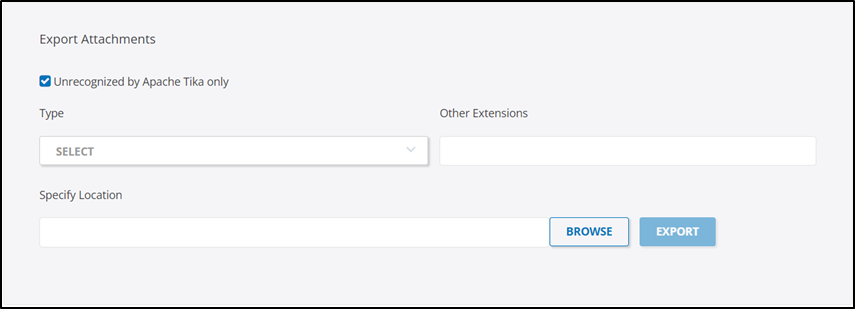 Export Attachments
Unrecognized by Apache Tika only
Type
Other Extensions
SELECT
Specify Location
BROWSE
EXPORT